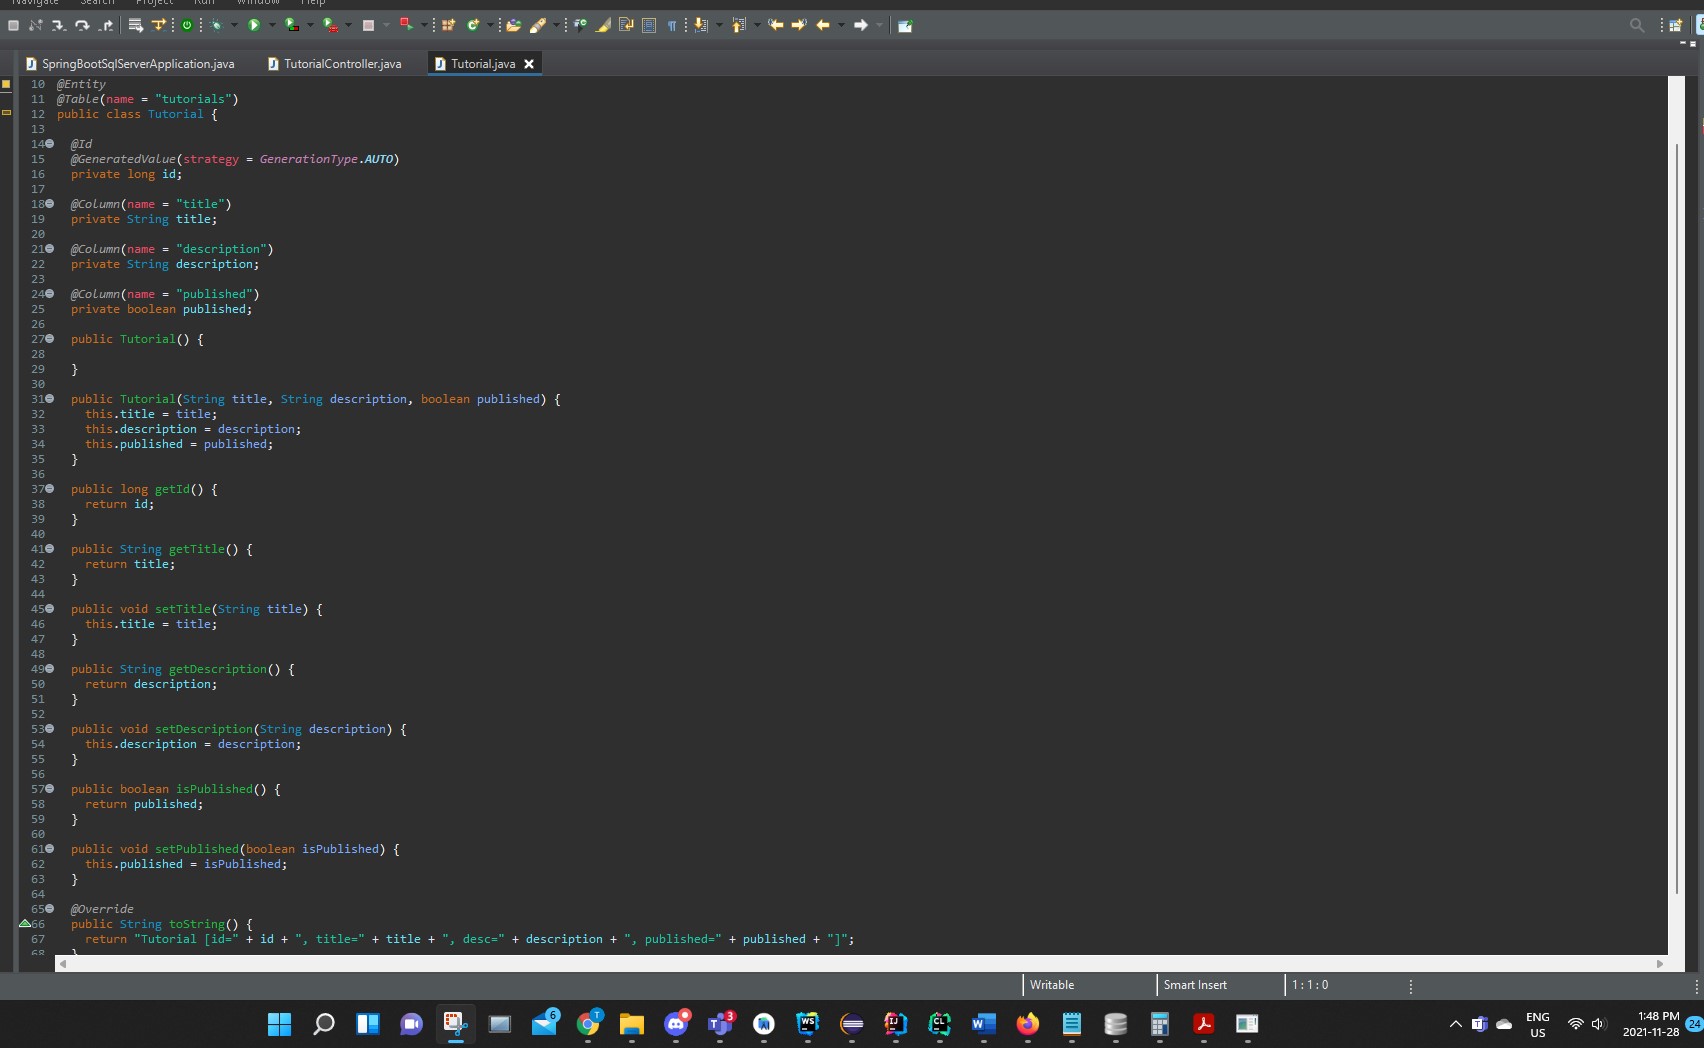 Navigate Search Project Run Window Help
SpringBootSqlServerApplication.java TutorialController.java Tutorial.java
10 @Entity
11 @Table(name = "tutorials")
12 public class Tutorial {
13
14 @Id
15 @GeneratedValue(strategy = GenerationType.AUTO)
16 private long id;
17
18 @Column(name = "title")
19 private String title;
20
21 @Column(name = "description")
22 private String description;
23
24 @Column(name = "published")
25 private boolean published;
26
27 public Tutorial() {
28
29 }
30
31 public Tutorial(String title, String description, boolean published) {
32 this.title = title;
33 this.description = description;
34 this.published = published;
35 }
36
37 public long getId() {
38 return id;
39 }
40
41 public String getTitle() {
42 return title;
43 }
44
45 public void setTitle(String title) {
46 this.title = title;
47 }
48
49 public String getDescription() {
50 return description;
51 }
52
53 public void setDescription(String description) {
54 this.description = description;
55 }
56
57 public boolean isPublished() {
58 return published;
59 }
60
61 public void setPublished(boolean isPublished) {
62 this.published = isPublished;
63 }
64
65 @Override
66 public String toString() {
67 return "Tutorial [id=" + id + ", title=" + title + ", desc=" + description + ", published=" + published + "]";
68 }
Writable Smart Insert 1 : 1 : 0
6 T 3 WS IJ CL W
ENG 1:48 PM
US 2021-11-28 24